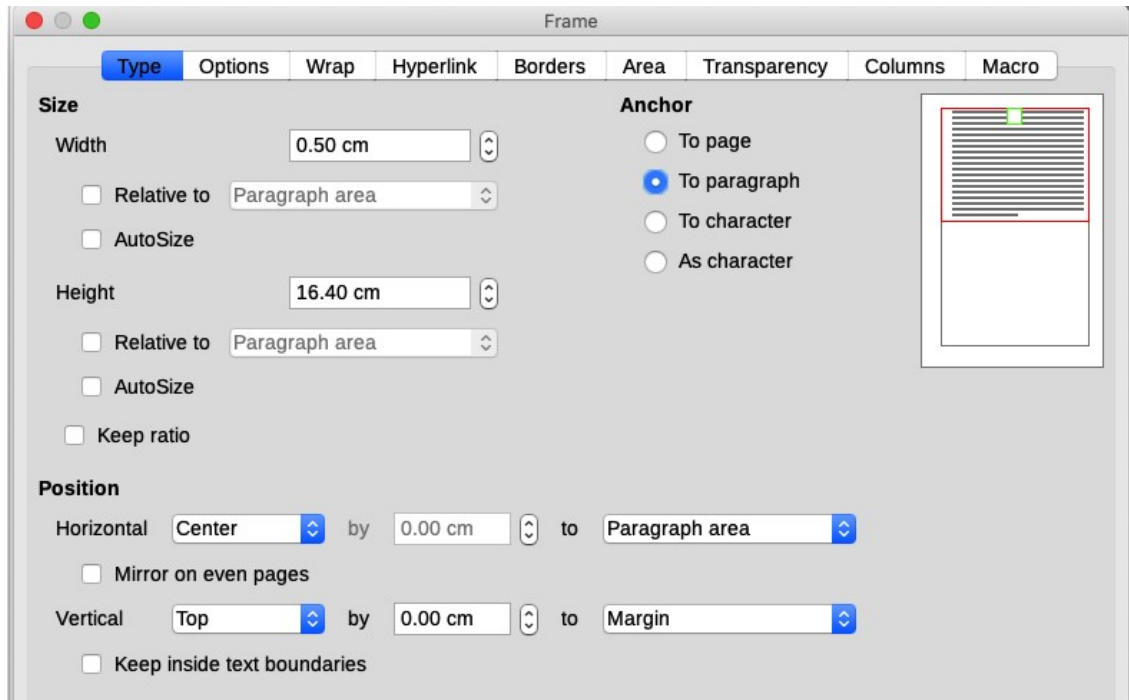 Frame
Type Options Wrap Hyperlink Borders Area Transparency Columns Macro
Size
Width 0.50 cm
Relative to Paragraph area
AutoSize
Height 16.40 cm
Relative to Paragraph area
AutoSize
Keep ratio
Anchor
To page
To paragraph
To character
As character
Position
Horizontal Center by 0.00 cm to Paragraph area
Mirror on even pages
Vertical Top by 0.00 cm to Margin
Keep inside text boundaries